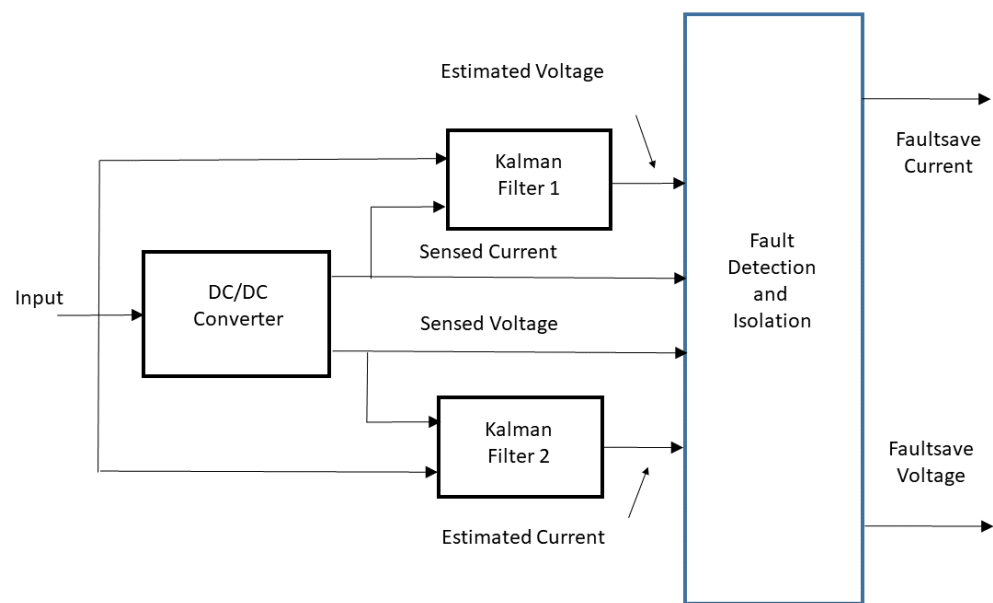 Estimated Voltage
Kalman
Filter 1
Faultsave
Current
Sensed Current
Fault
Detection
and
Isolation
Input
DC/DC
Converter
Sensed Voltage
Kalman
Filter 2
Faultsave
Voltage
Estimated Current